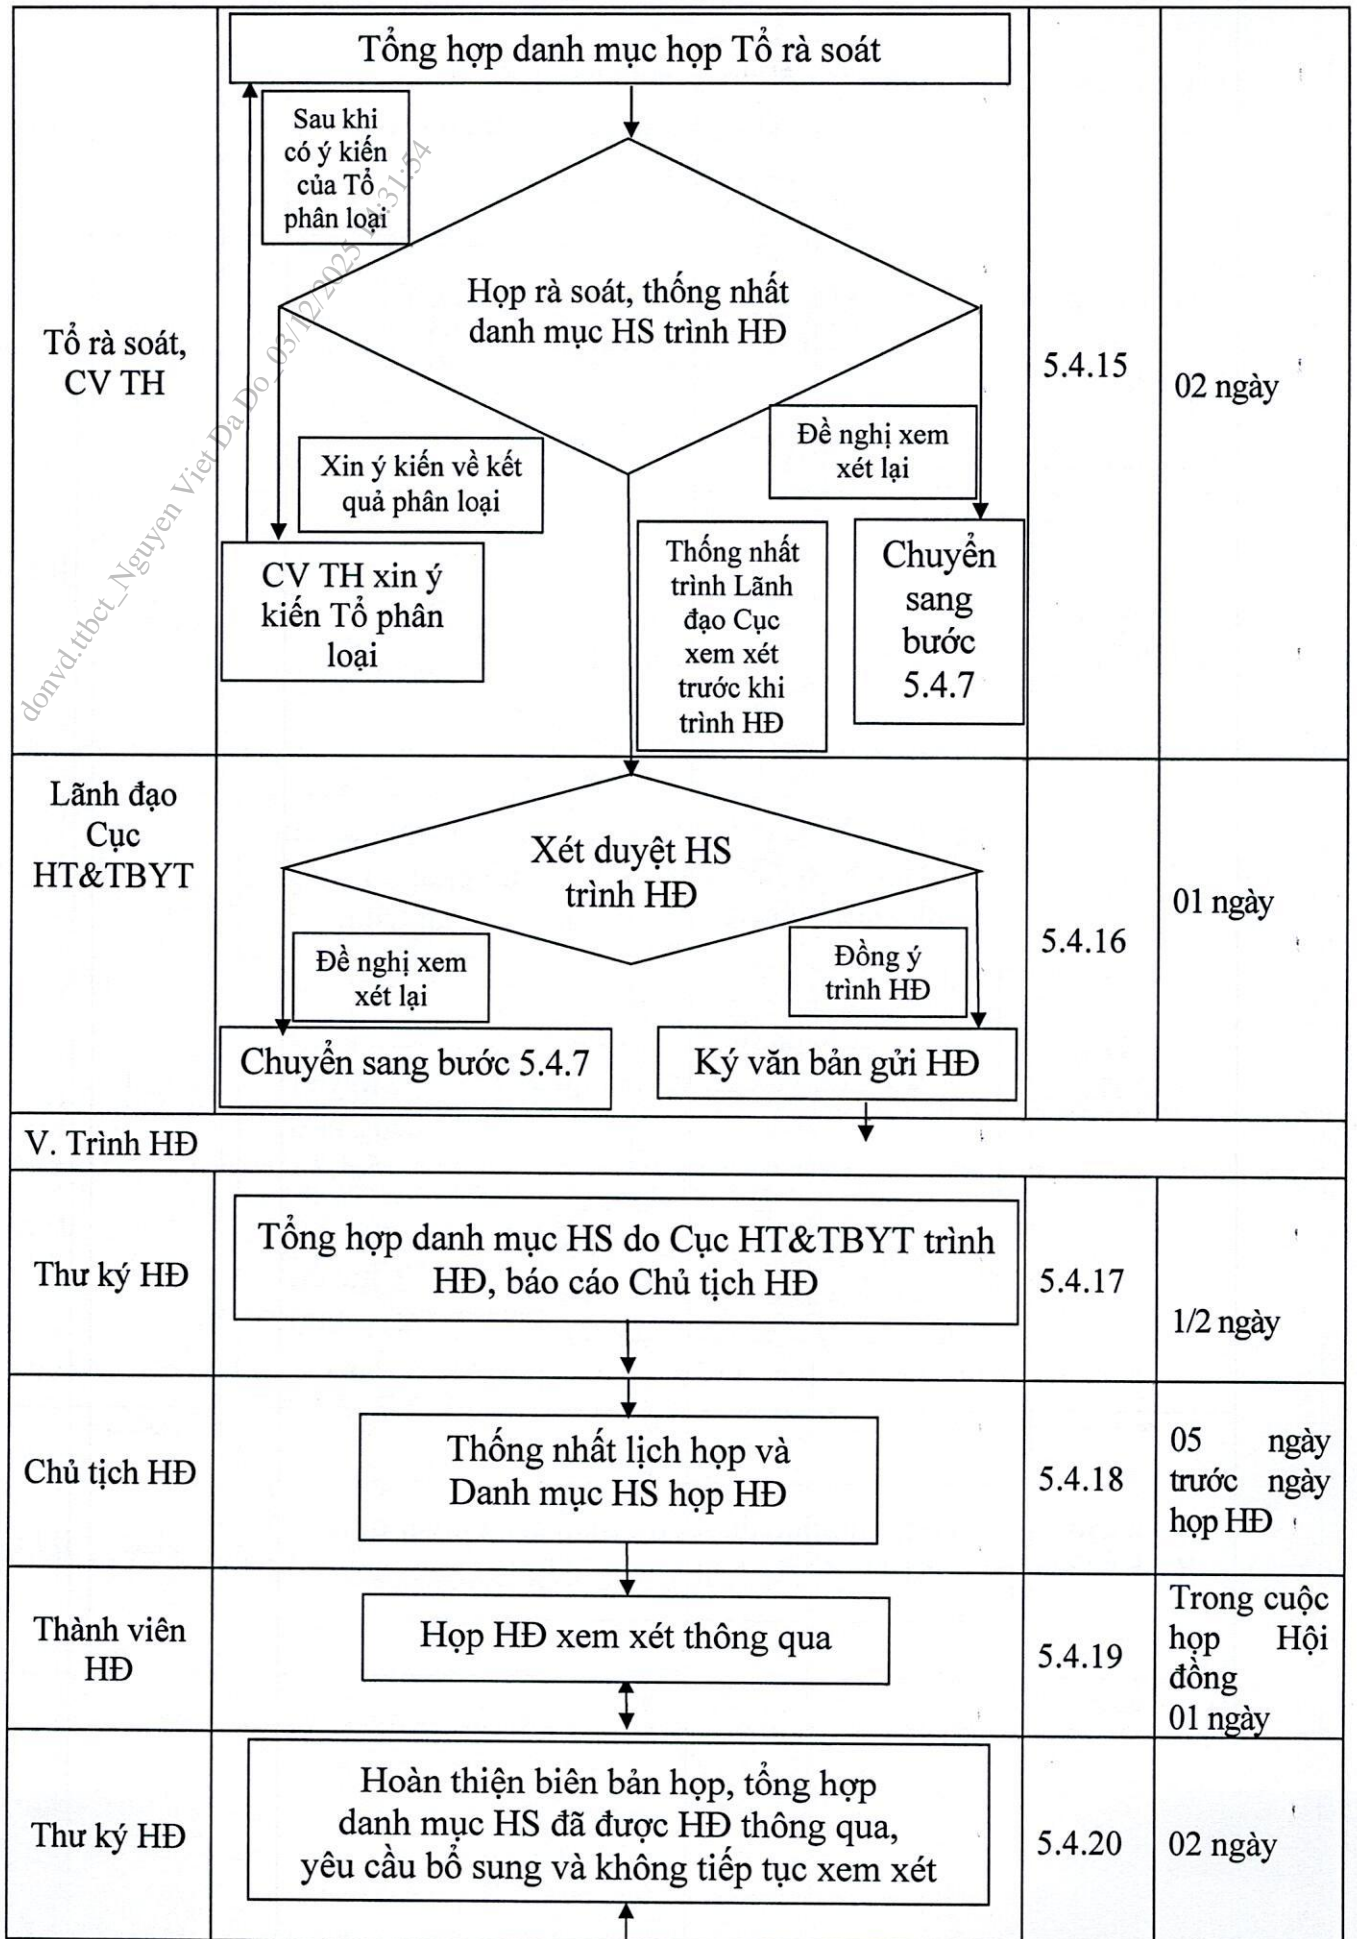 Tổng hợp danh mục họp Tổ rà soát
Sau khi
có ý kiến
của Tổ
phân loại
Họp rà soát, thống nhất
danh mục HS trình HĐ
Tổ rà soát,
CV TH
5.4.15
02 ngày
Đề nghị xem
xét lại
Xin ý kiến về kết
quả phân loại
CV TH xin ý
kiến Tổ phân
loại
Thống nhất
trình Lãnh
đạo Cục
xem xét
trước khi
trình HĐ
Chuyển
sang
bước
5.4.7
donvd.ttbct_Nguyen Viet Da Do_03/12/2025 14:31:54
Lãnh đạo
Cục
HT&TBYT
Xét duyệt HS
trình HĐ
5.4.16
01 ngày
Đề nghị xem
xét lại
Đồng ý
trình HĐ
Chuyển sang bước 5.4.7
Ký văn bản gửi HĐ
V. Trình HĐ
Thư ký HĐ
Tổng hợp danh mục HS do Cục HT&TBYT trình
HĐ, báo cáo Chủ tịch HĐ
5.4.17
1/2 ngày
Chủ tịch HĐ
Thống nhất lịch họp và
Danh mục HS họp HĐ
5.4.18
05 ngày
trước ngày
họp HĐ
Thành viên
HĐ
Họp HĐ xem xét thông qua
5.4.19
Trong cuộc
họp Hội
đồng
01 ngày
Thư ký HĐ
Hoàn thiện biên bản họp, tổng hợp
danh mục HS đã được HĐ thông qua,
yêu cầu bổ sung và không tiếp tục xem xét
5.4.20
02 ngày